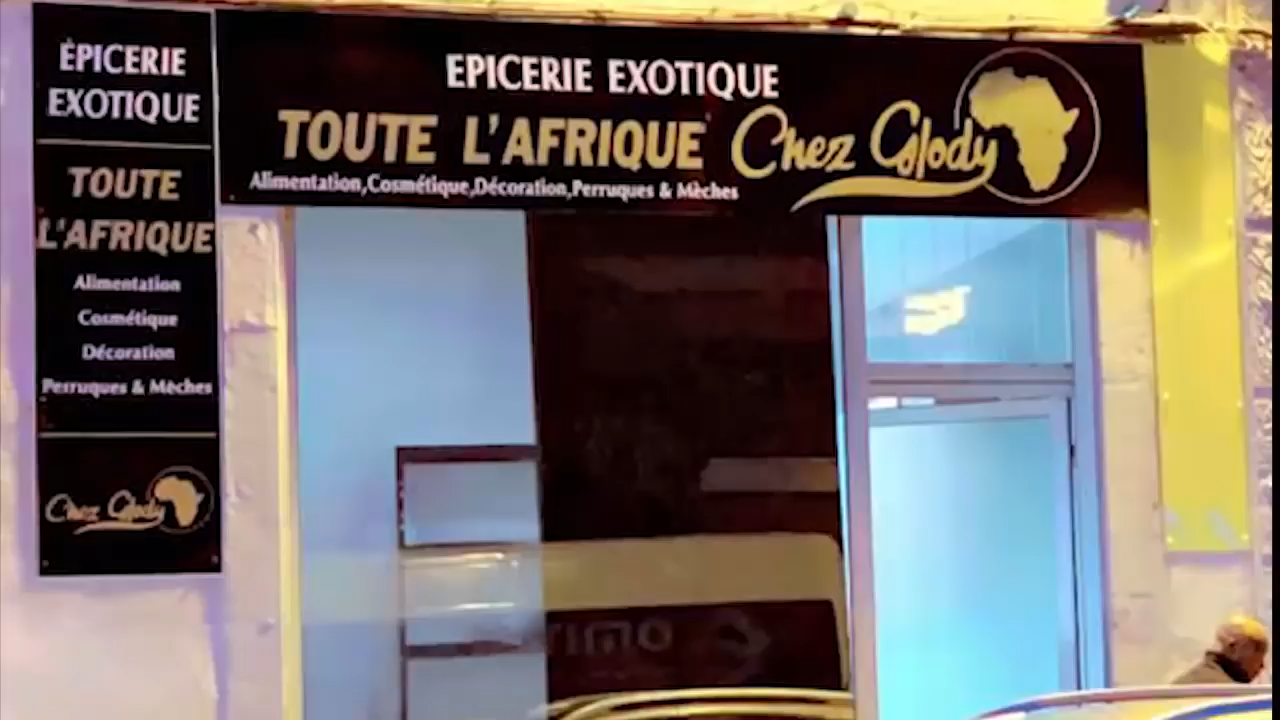 ÉPICERIE
EXOTIQUE
TOUTE
L'AFRIQUE
Alimentation
Cosmétique
Décoration
Perruques & Mèches
Chez Glody
EPICERIE EXOTIQUE
TOUTE L'AFRIQUE Chez Glody
Alimentation,Cosmétique,Décoration,Perruques & Mèches